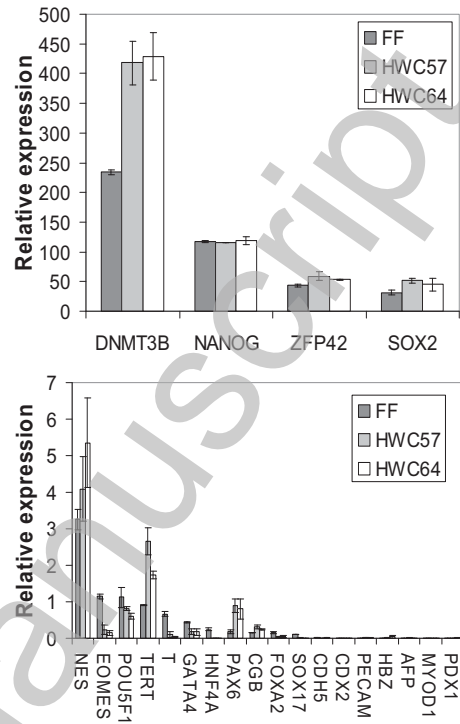 500
450
400
350
300
250
200
150
100
50
0
Relative expression
FF
HWC57
HWC64
DNMT3B NANOG ZFP42 SOX2
7
6
5
4
3
2
1
0
Relative expression
FF
HWC57
HWC64
NES
EOMES
POU5F1
TERT
T
GATA4
HNF4A
PAX6
CGB
FOXA2
SOX17
CDH5
CDX2
PECAM
HBZ
AFP
MYOD1
PDX1
anuscript